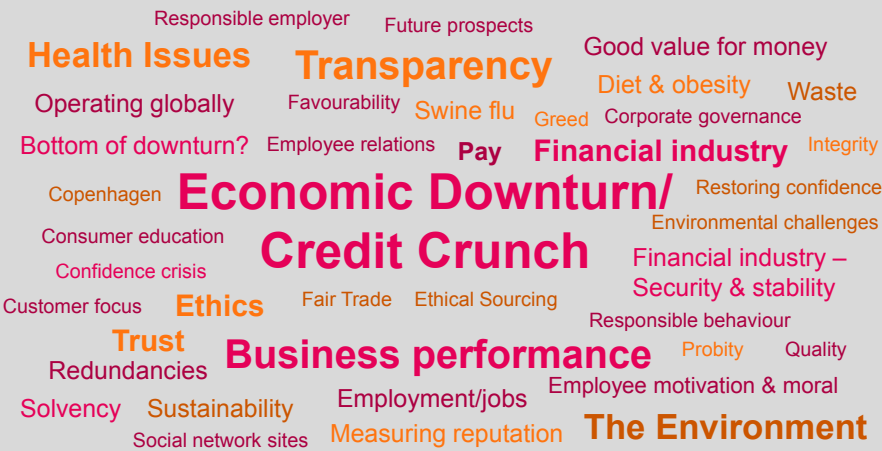 Responsible employer
Future prospects
Health Issues
Transparency
Good value for money
Diet & obesity
Waste
Operating globally
Favourability
Swine flu
Greed
Corporate governance
Bottom of downturn?
Employee relations
Pay
Financial industry
Integrity
Copenhagen
Economic Downturn/
Credit Crunch
Restoring confidence
Environmental challenges
Consumer education
Confidence crisis
Financial industry –
Security & stability
Customer focus
Ethics
Fair Trade
Ethical Sourcing
Responsible behaviour
Trust
Redundancies
Business performance
Probity
Quality
Solvency
Sustainability
Employment/jobs
Employee motivation & moral
Social network sites
Measuring reputation
The Environment